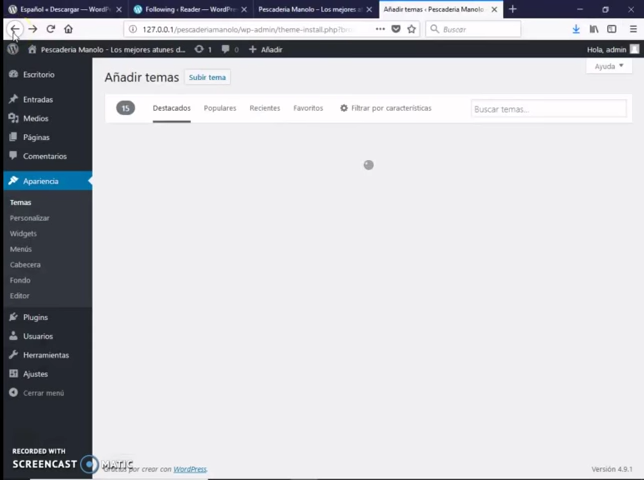 Español « Descargar — WordP
Following ‹ Reader — WordPre
Pescaderia Manolo – Los mejores
Añadir temas ‹ Pescaderia Manolo
127.0.0.1/pescaderiamanolo/wp-admin/theme-install.php?br
Buscar
Pescaderia Manolo – Los mejores atunes d...
1
0
Añadir
Hola, admin
Escritorio
Entradas
Medios
Páginas
Comentarios
Apariencia
Temas
Personalizar
Widgets
Menús
Cabecera
Fondo
Editor
Plugins
Usuarios
Herramientas
Ajustes
Cerrar menú
Ayuda
Añadir temas
Subir tema
15
Destacados
Populares
Recientes
Favoritos
Filtrar por características
Buscar temas...
RECORDED WITH
SCREENCAST MATIC
Gracias por crear con WordPress.
Versión 4.9.1